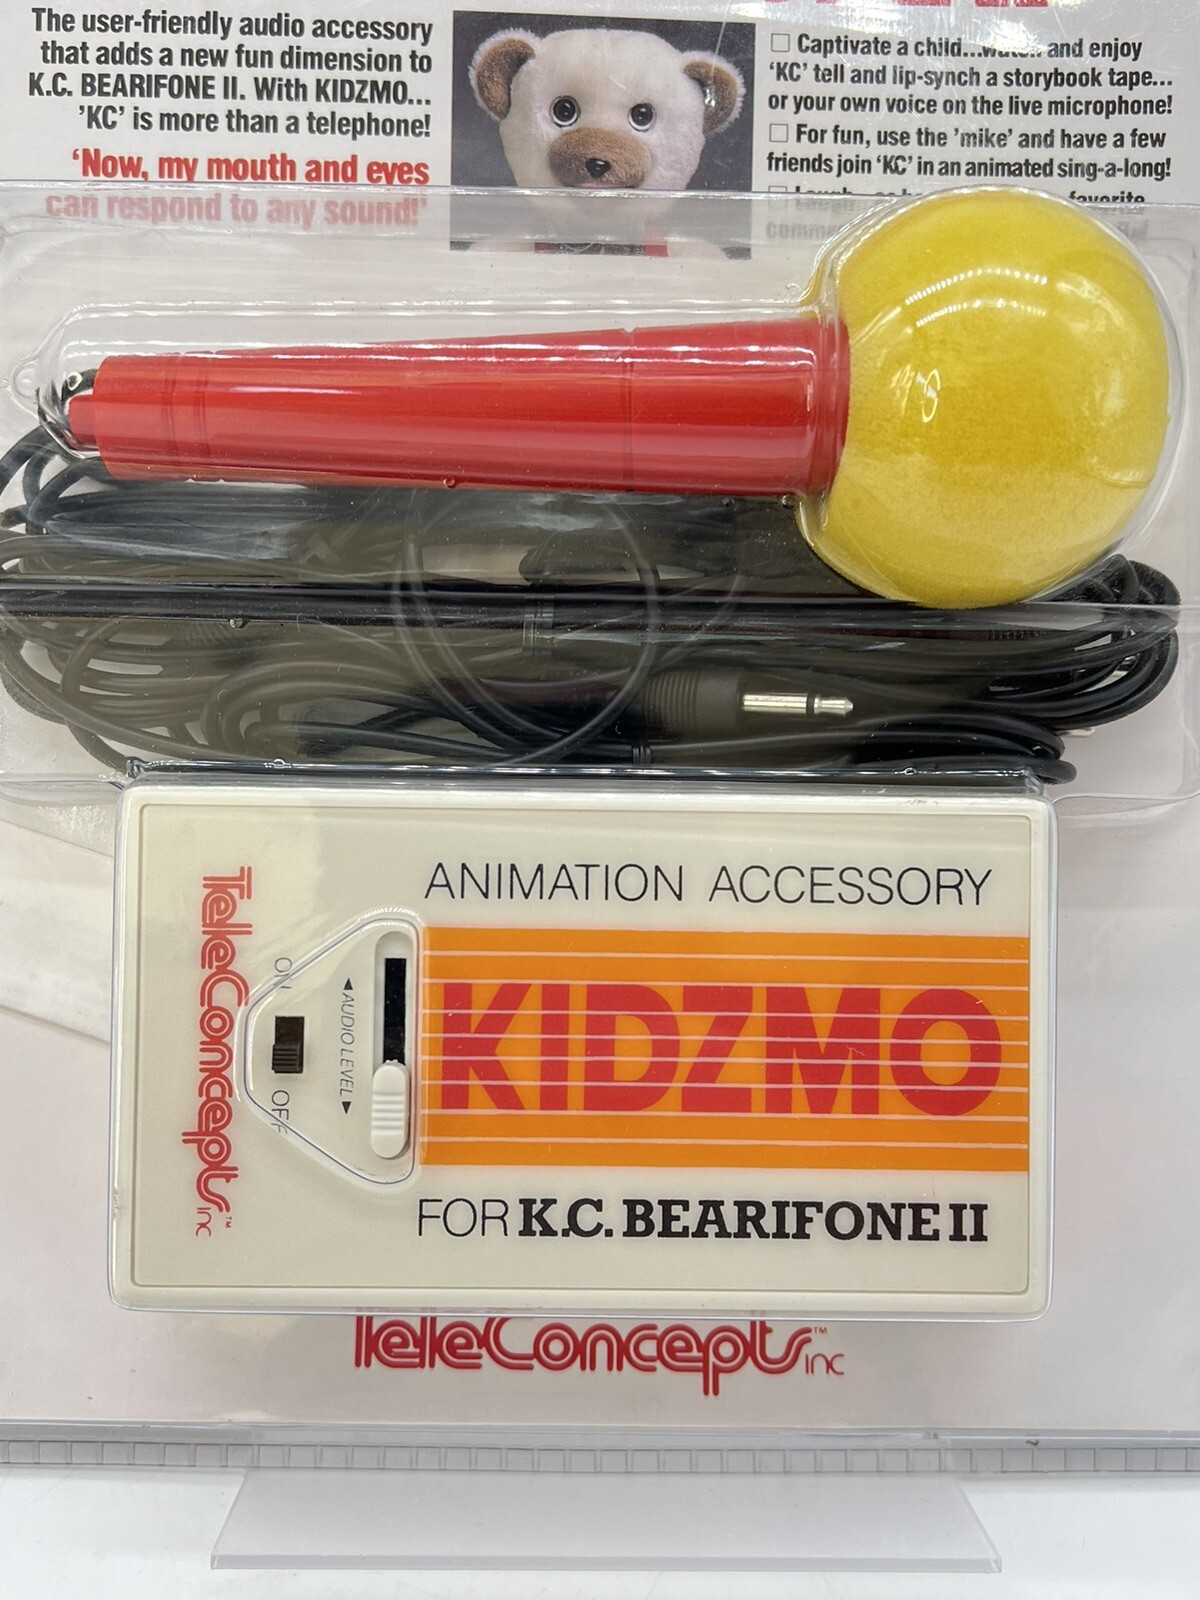 The user-friendly audio accessory
that adds a new fun dimension to
K.C. BEARIFONE II. With KIDZMO...
'KC' is more than a telephone!
'Now, my mouth and eyes
can respond to any sound!'
☐ Captivate a child...watch and enjoy
'KC' tell and lip-synch a storybook tape...
or your own voice on the live microphone!
☐ For fun, use the 'mike' and have a few
friends join 'KC' in an animated sing-a-long!
favorite
ANIMATION ACCESSORY
KIDZMO
FOR K.C. BEARIFONE II
TeleConcepts™ inc
ON
OFF
◄AUDIO LEVEL►
TeleConcepts™ inc